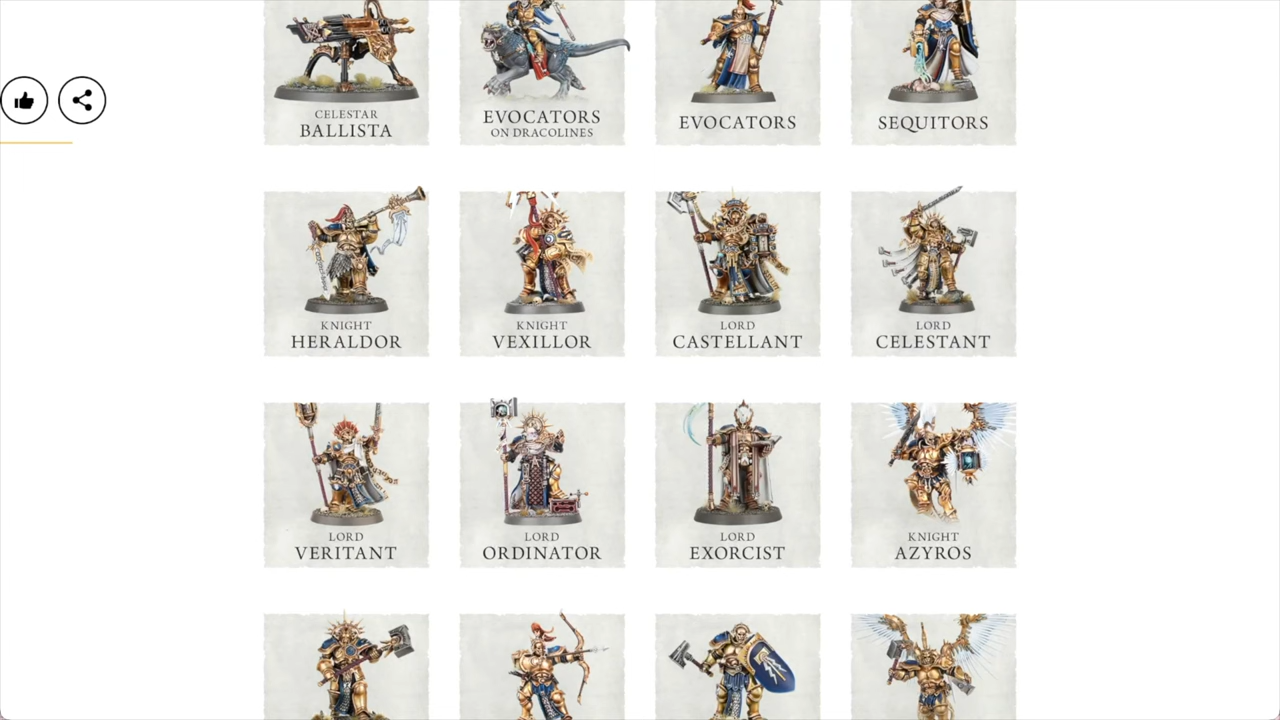 CELESTAR
BALLISTA
EVOCATORS
ON DRACOLINES
EVOCATORS
SEQUITORS
KNIGHT
HERALDOR
KNIGHT
VEXILLOR
LORD
CASTELLANT
LORD
CELESTANT
LORD
VERITANT
LORD
ORDINATOR
LORD
EXORCIST
KNIGHT
AZYROS